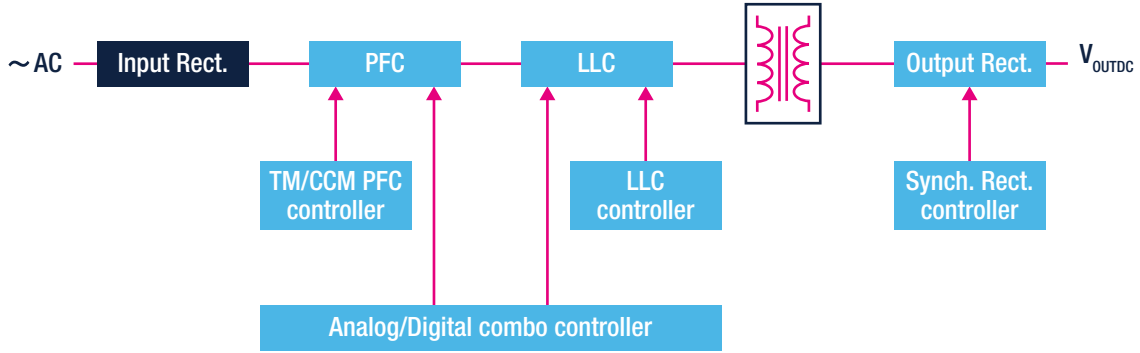 ~ AC
Input Rect.
PFC
LLC
Output Rect.
VOUTDC
TM/CCM PFC
controller
LLC
controller
Synch. Rect.
controller
Analog/Digital combo controller